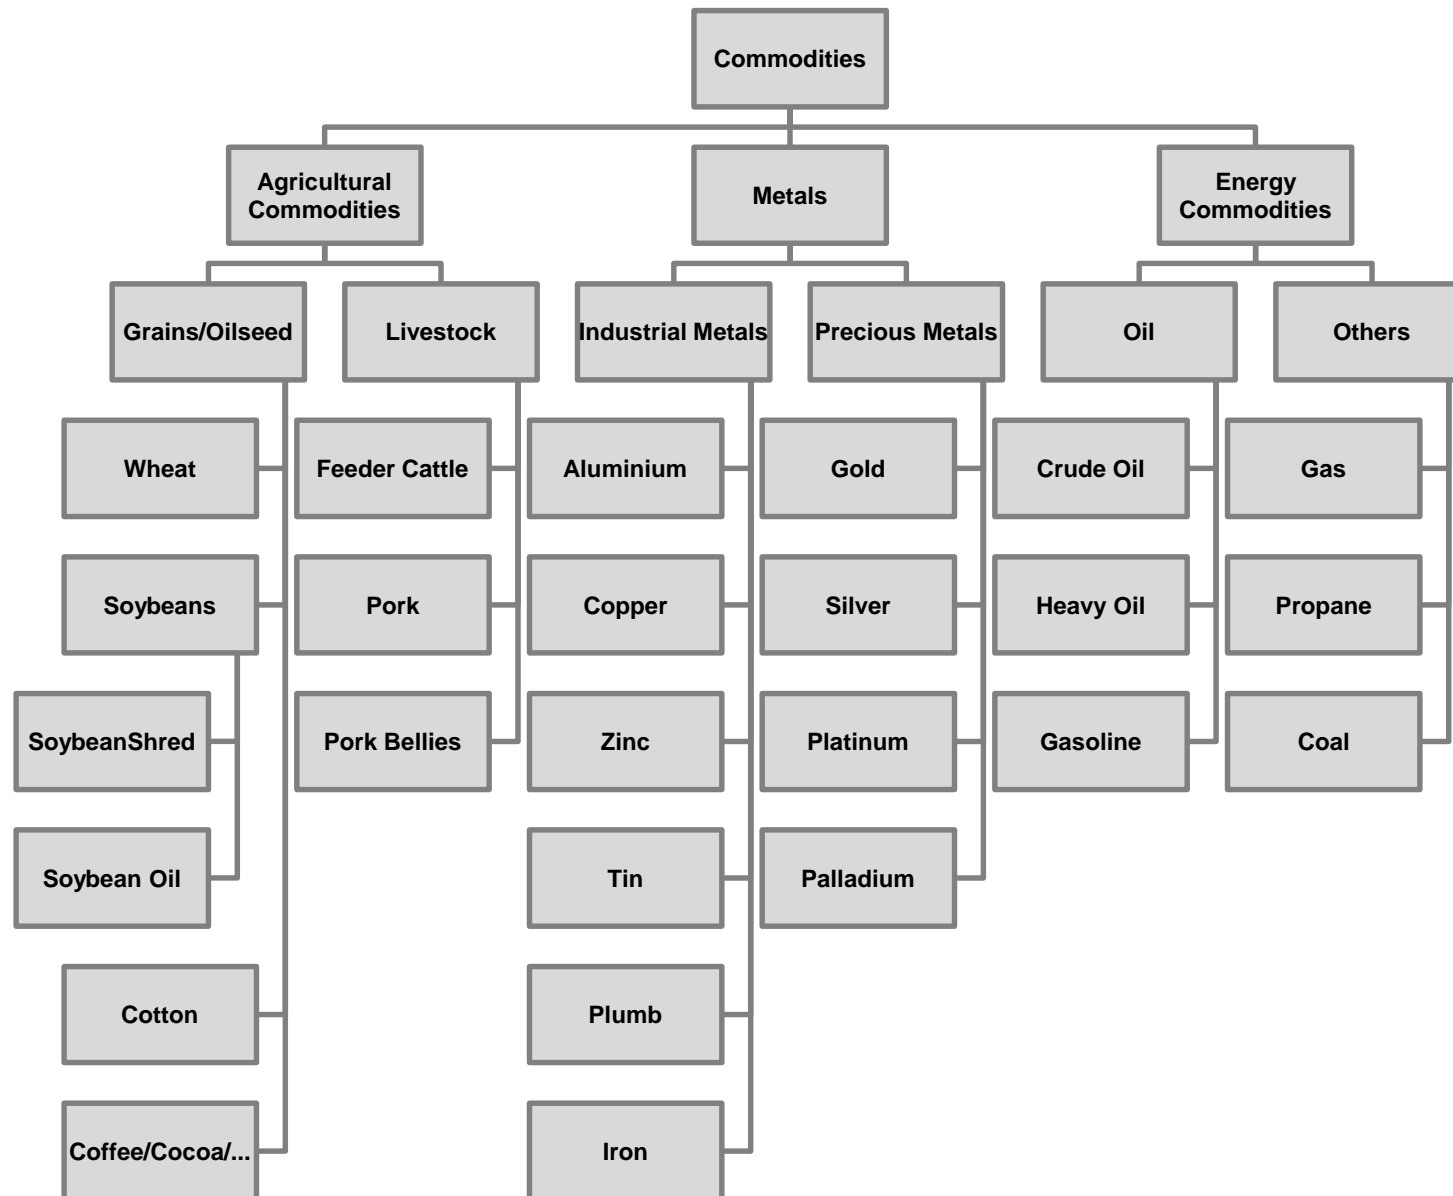 Commodities
Agricultural
Commodities
Metals
Energy
Commodities
Grains/Oilseed
Livestock
Industrial Metals
Precious Metals
Oil
Others
Wheat
Feeder Cattle
Aluminium
Gold
Crude Oil
Gas
Soybeans
Pork
Copper
Silver
Heavy Oil
Propane
SoybeanShred
Pork Bellies
Zinc
Platinum
Gasoline
Coal
Soybean Oil
Tin
Palladium
Cotton
Plumb
Coffee/Cocoa/...
Iron